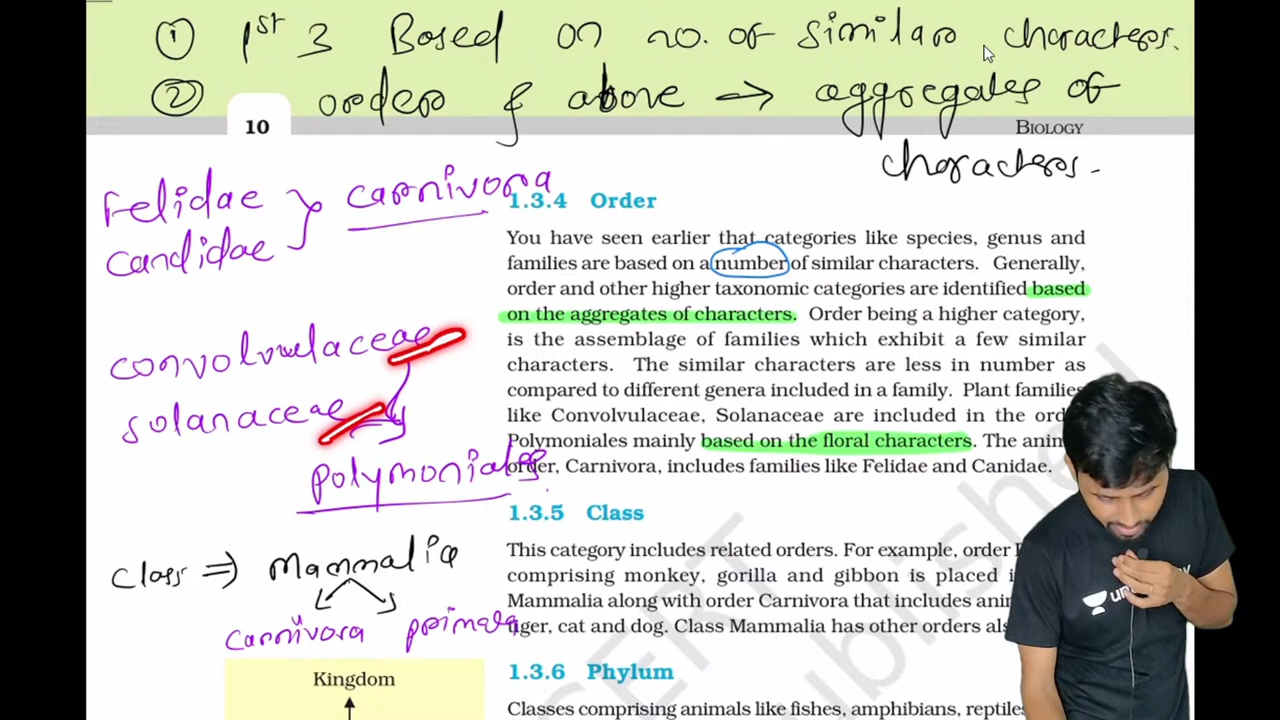 ① 1st 3 Based on no. of similar characters.
② order & above → aggregates of
characters.
10
BIOLOGY
Felidae
candidae
} carnivora
convolvulaceae
solanaceae
polymoniales
class ⇒ Mammalia
carnivora primata
Kingdom
1.3.4 Order
You have seen earlier that categories like species, genus and
families are based on a number of similar characters. Generally,
order and other higher taxonomic categories are identified based
on the aggregates of characters. Order being a higher category,
is the assemblage of families which exhibit a few similar
characters. The similar characters are less in number as
compared to different genera included in a family. Plant families
like Convolvulaceae, Solanaceae are included in the ord
Polymoniales mainly based on the floral characters. The anim
order, Carnivora, includes families like Felidae and Canidae.
1.3.5 Class
This category includes related orders. For example, order
comprising monkey, gorilla and gibbon is placed i
Mammalia along with order Carnivora that includes anim
tiger, cat and dog. Class Mammalia has other orders als
1.3.6 Phylum
Classes comprising animals like fishes, amphibians, reptiles